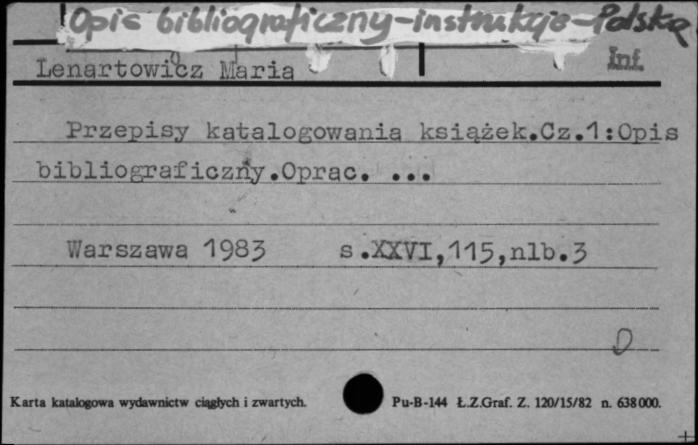 Opis bibliograficzny-instrukcje-Polska
Lenartowicz Maria
Inf.
Przepisy katalogowania książek.Cz.1:Opis
bibliograficzny.Oprac. ...
Warszawa 1983 s.XXVI,115,nlb.3
D
Karta katalogowa wydawnictw ciągłych i zwartych. Pu-B-144 Ł.Z.Graf. Z. 120/15/82 n. 638000.